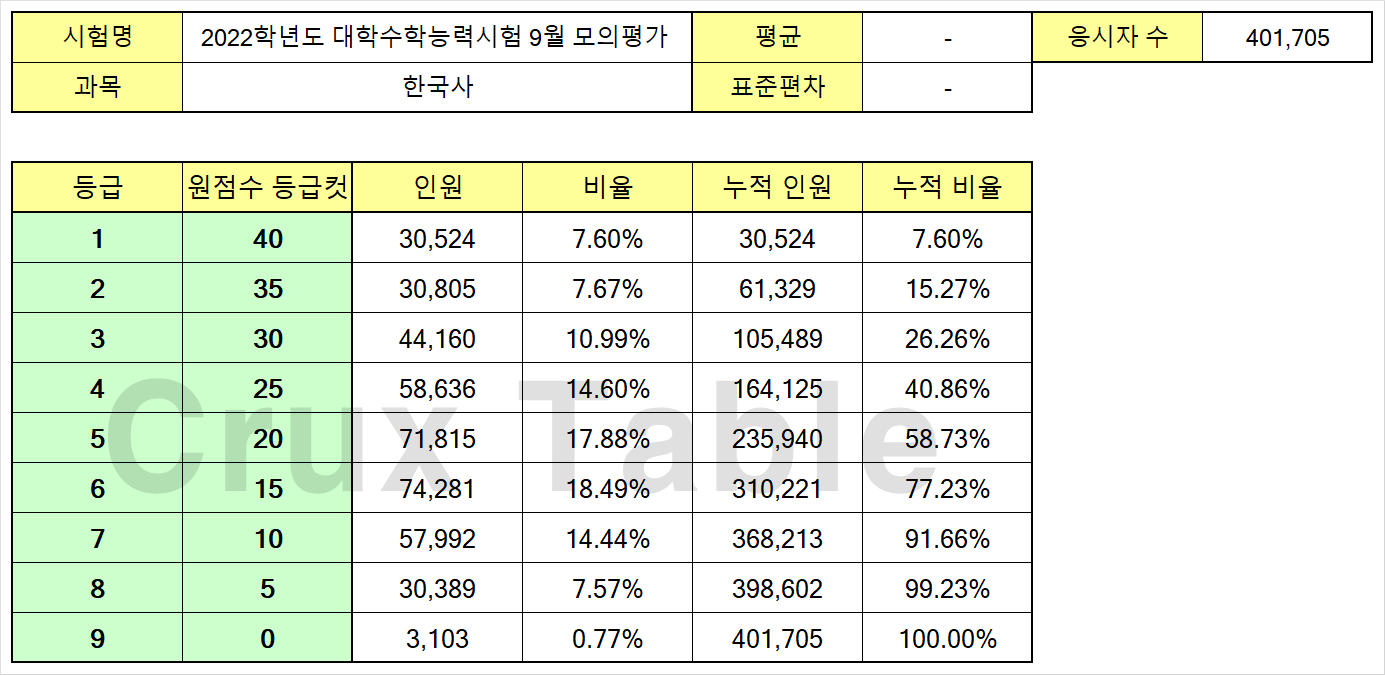 시험명 2022학년도 대학수학능력시험 9월 모의평가 평균 - 응시자 수 401,705
과목 한국사 표준편차 -
등급 원점수 등급컷 인원 비율 누적 인원 누적 비율
1 40 30,524 7.60% 30,524 7.60%
2 35 30,805 7.67% 61,329 15.27%
3 30 44,160 10.99% 105,489 26.26%
4 25 58,636 14.60% 164,125 40.86%
5 20 71,815 17.88% 235,940 58.73%
6 15 74,281 18.49% 310,221 77.23%
7 10 57,992 14.44% 368,213 91.66%
8 5 30,389 7.57% 398,602 99.23%
9 0 3,103 0.77% 401,705 100.00%
Crux Table